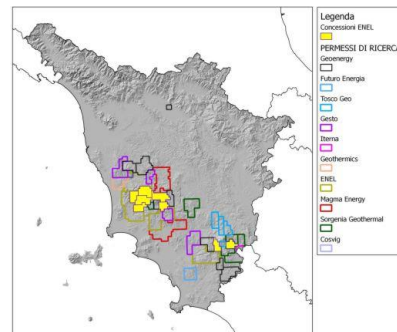 Legenda
Concessioni ENEL
PERMESSI DI RICERCA
Geoenergy
Futuro Energia
Tosco Geo
Gesto
Iterna
Geothermics
ENEL
Magma Energy
Sorgenia Geothermal
Cosvig